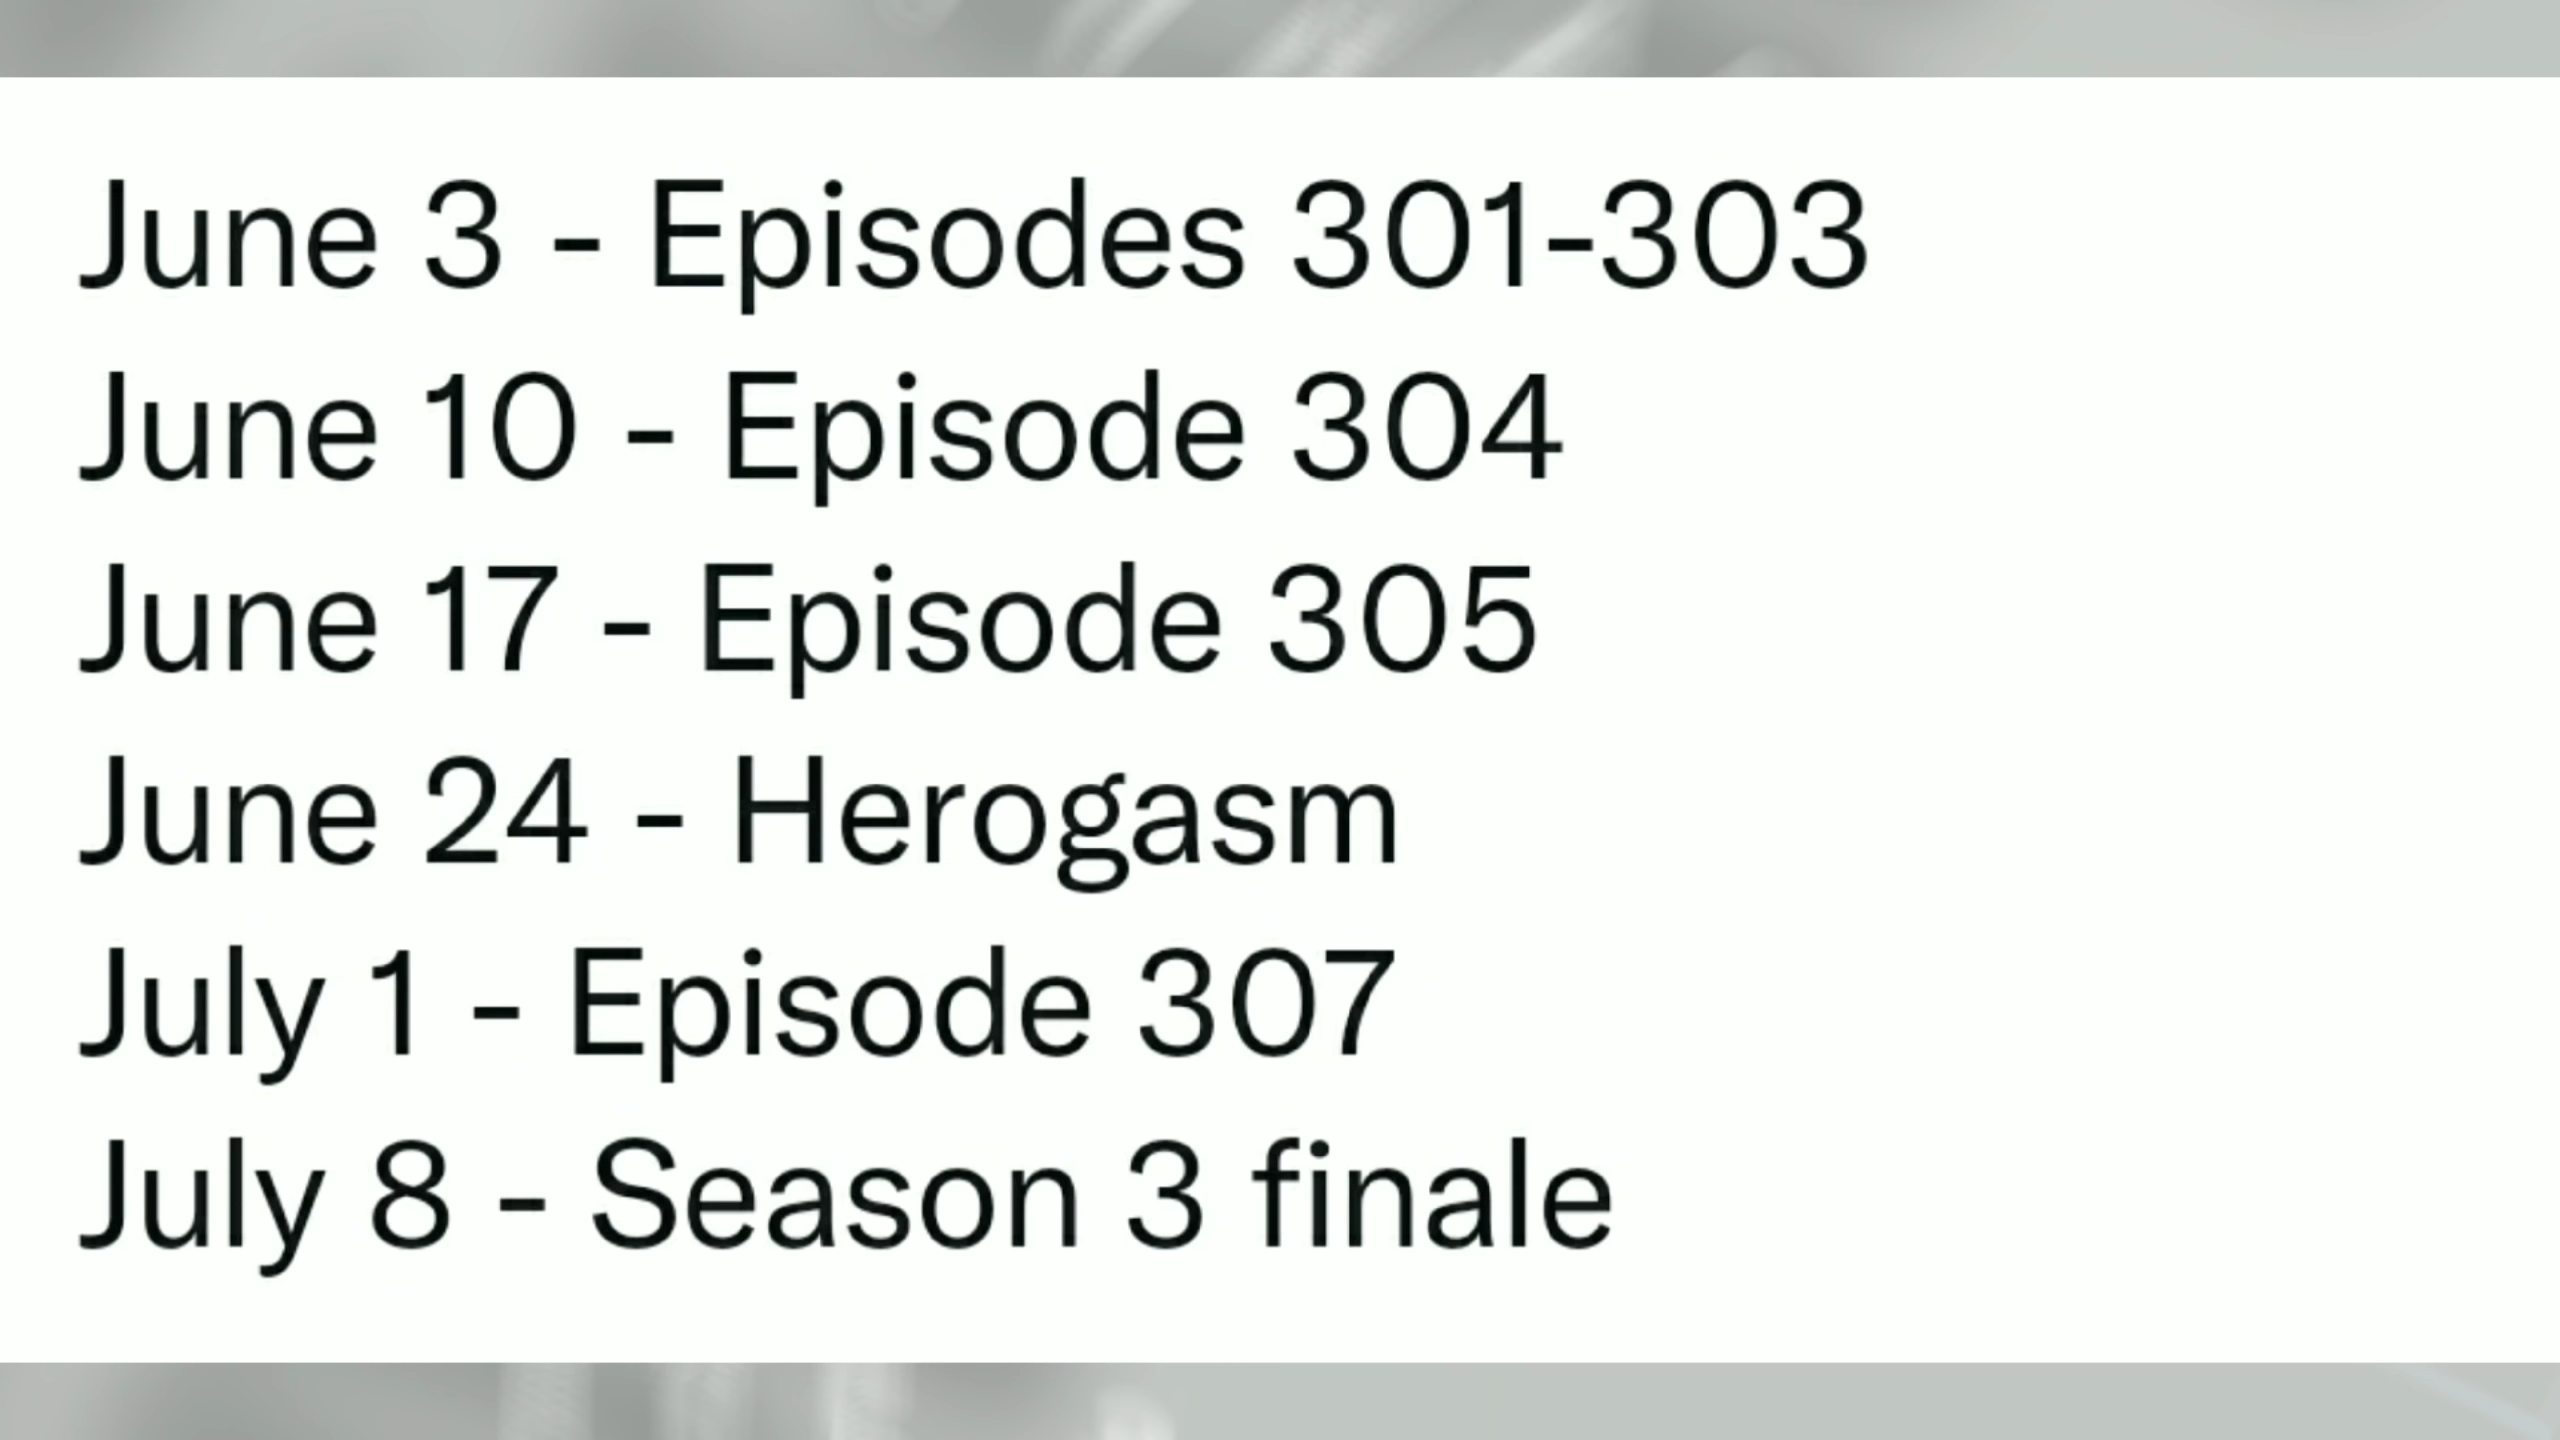 June 3 - Episodes 301-303
June 10 - Episode 304
June 17 - Episode 305
June 24 - Herogasm
July 1 - Episode 307
July 8 - Season 3 finale